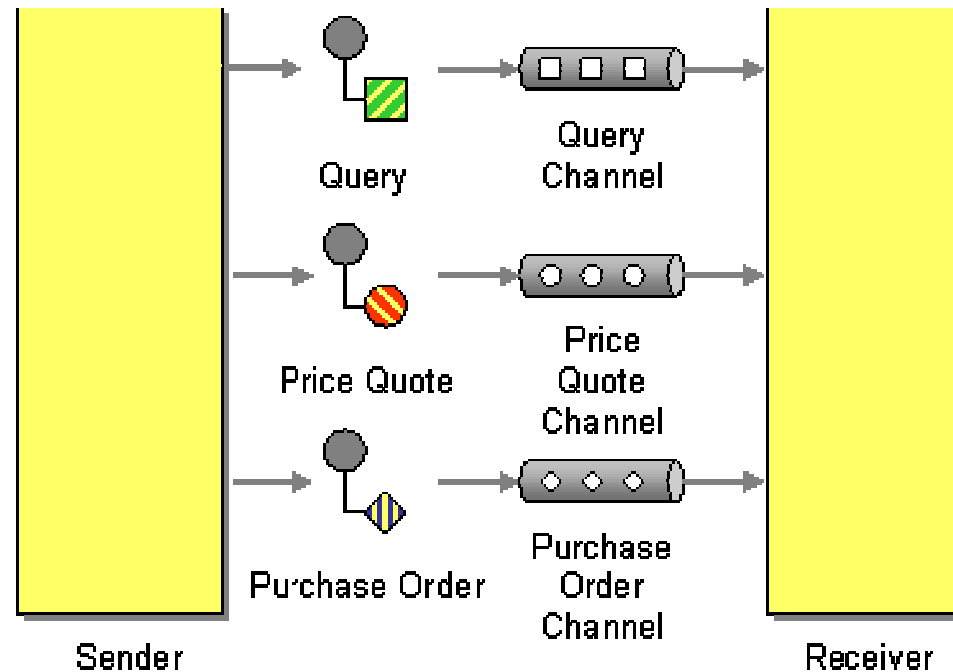 Query
Query
Channel
Price Quote
Price
Quote
Channel
Purchase Order
Purchase
Order
Channel
Sender
Receiver